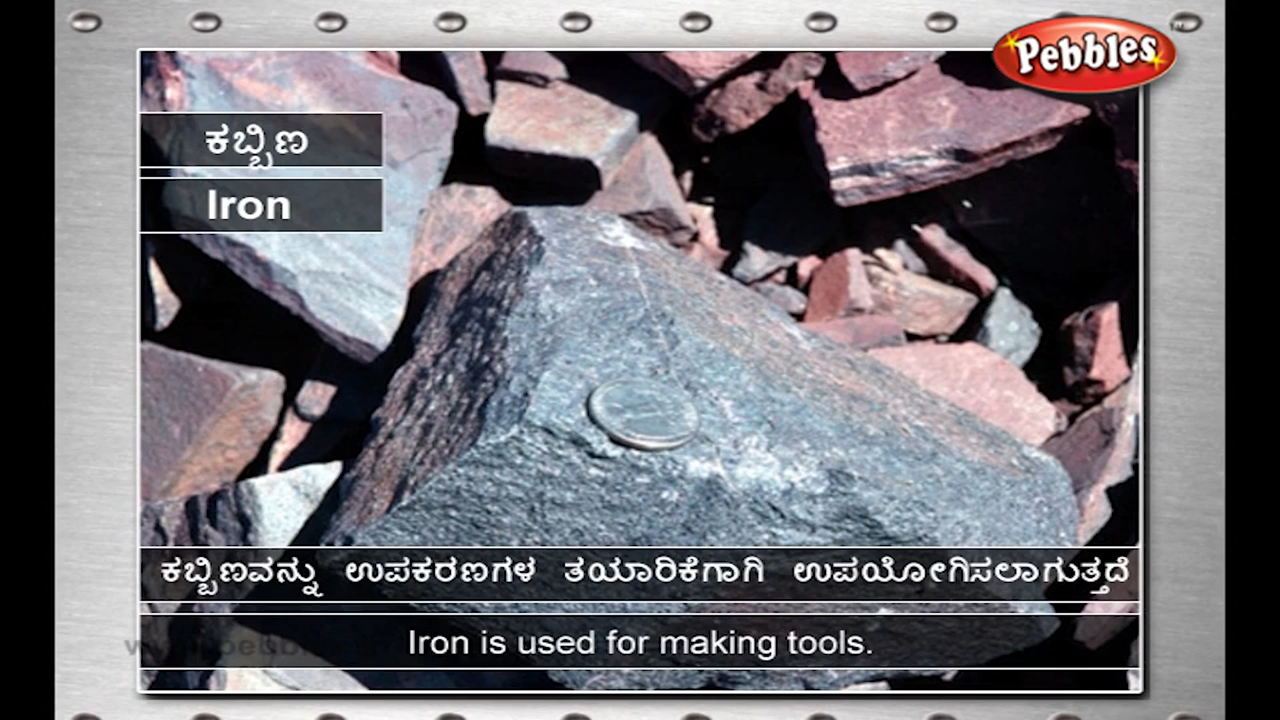 Pebbles
ಕಬ್ಬಿಣ
Iron
ಕಬ್ಬಿಣವನ್ನು ಉಪಕರಣಗಳ ತಯಾರಿಕೆಗಾಗಿ ಉಪಯೋಗಿಸಲಾಗುತ್ತದೆ
Iron is used for making tools.